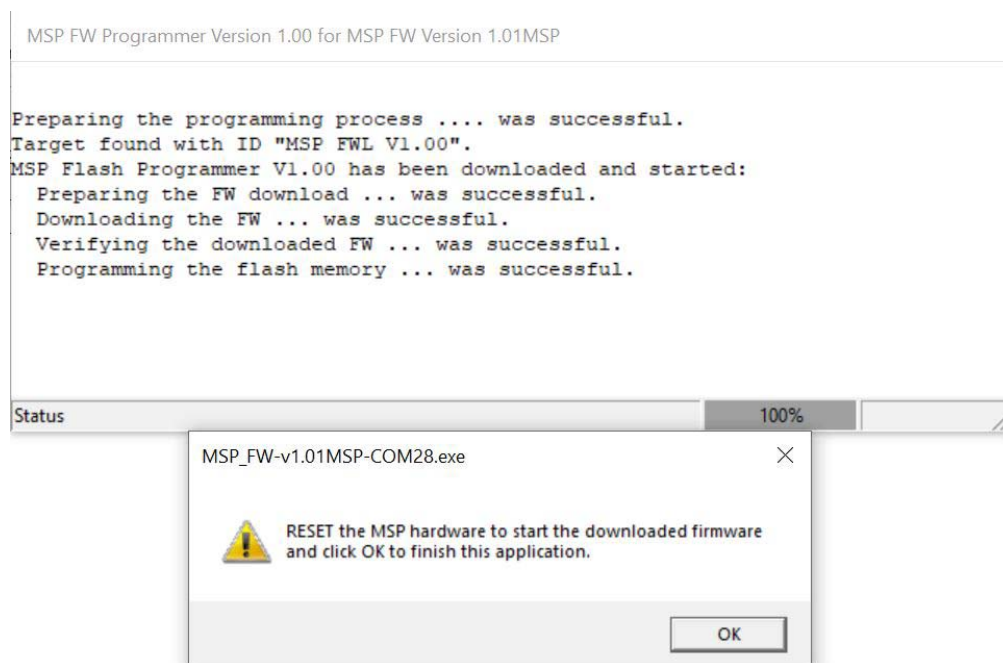 MSP FW Programmer Version 1.00 for MSP FW Version 1.01MSP
Preparing the programming process .... was successful.
Target found with ID "MSP FWL V1.00".
MSP Flash Programmer V1.00 has been downloaded and started:
Preparing the FW download ... was successful.
Downloading the FW ... was successful.
Verifying the downloaded FW ... was successful.
Programming the flash memory ... was successful.
Status 100%
MSP_FW-v1.01MSP-COM28.exe
RESET the MSP hardware to start the downloaded firmware
and click OK to finish this application.
OK